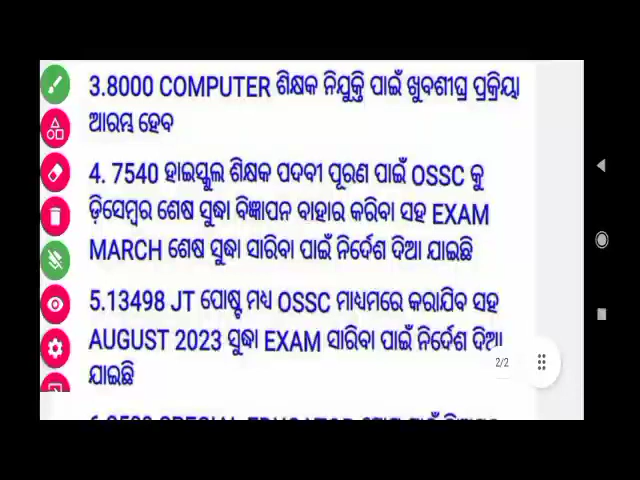 3.8000 COMPUTER ଶିକ୍ଷକ ନିଯୁକ୍ତି ପାଇଁ ଖୁବଶୀଘ୍ର ପ୍ରକ୍ରିୟା
ଆରମ୍ଭ ହେବ
4. 7540 ହାଇସ୍କୁଲ ଶିକ୍ଷକ ପଦବୀ ପୂରଣ ପାଇଁ OSSC କୁ
ଡ଼ିସେମ୍ବର ଶେଷ ସୁଦ୍ଧା ବିଜ୍ଞାପନ ବାହାର କରିବା ସହ EXAM
MARCH ଶେଷ ସୁଦ୍ଧା ସାରିବା ପାଇଁ ନିର୍ଦେଶ ଦିଆ ଯାଇଛି
5.13498 JT ପୋଷ୍ଟ ମଧ୍ୟ OSSC ମାଧ୍ୟମରେ କରାଯିବ ସହ
AUGUST 2023 ସୁଦ୍ଧା EXAM ସାରିବା ପାଇଁ ନିର୍ଦେଶ ଦିଆ
2/2
ଯାଇଛି